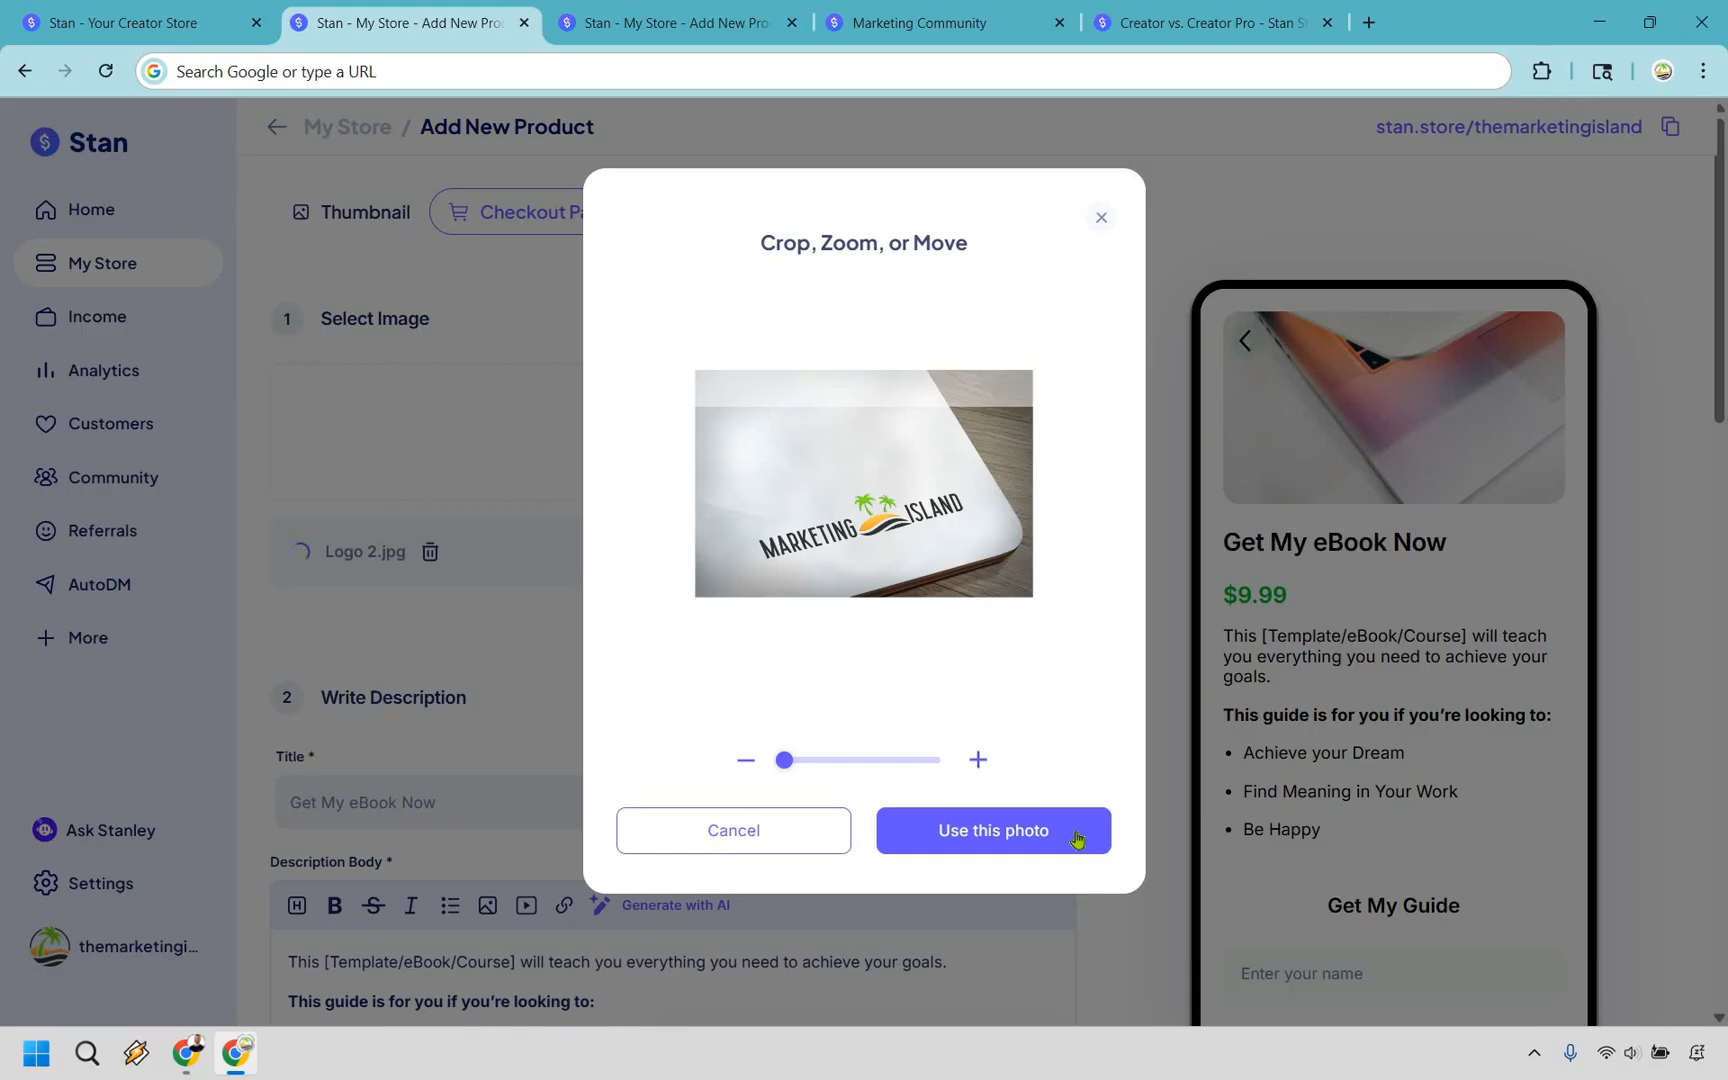 Stan - Your Creator Store
Stan - My Store - Add New Pro
Stan - My Store - Add New Pro
Marketing Community
Creator vs. Creator Pro - Stan S
Search Google or type a URL
Stan
My Store / Add New Product
stan.store/themarketingisland
Home
My Store
Income
Analytics
Customers
Community
Referrals
AutoDM
More
Ask Stanley
Settings
themarketingi...
Thumbnail
Checkout Pa
1 Select Image
Logo 2.jpg
2 Write Description
Title *
Get My eBook Now
Description Body *
Generate with AI
This [Template/eBook/Course] will teach you everything you need to achieve your goals.
This guide is for you if you're looking to:
Crop, Zoom, or Move
MARKETING ISLAND
Cancel
Use this photo
Get My eBook Now
$9.99
This [Template/eBook/Course] will teach
you everything you need to achieve your
goals.
This guide is for you if you're looking to:
• Achieve your Dream
• Find Meaning in Your Work
• Be Happy
Get My Guide
Enter your name